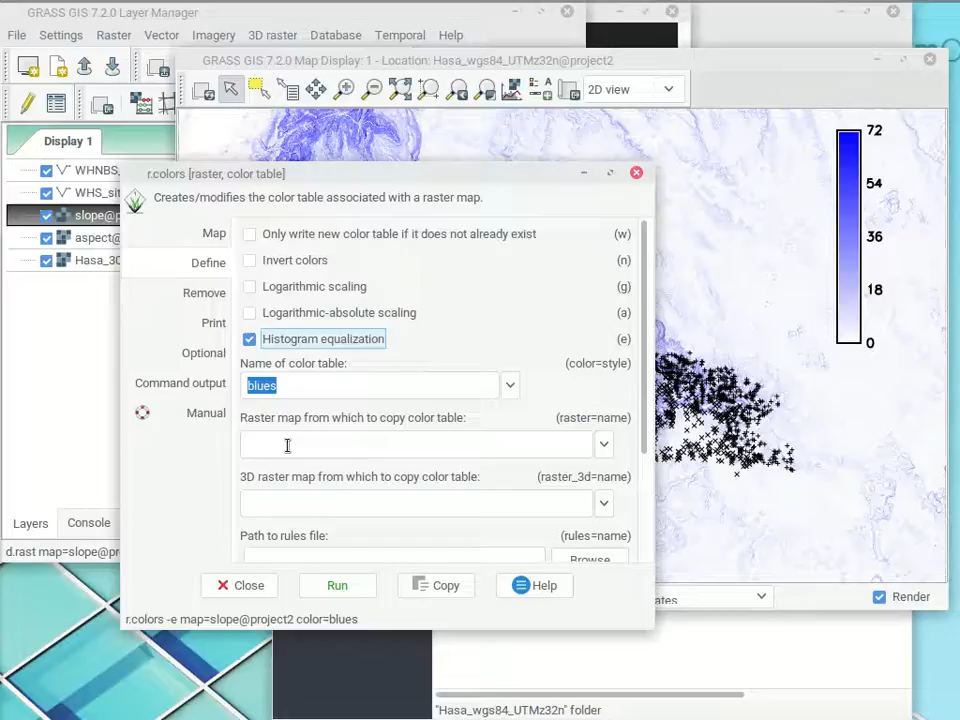 GRASS GIS 7.2.0 Layer Manager
File Settings Raster Vector Imagery 3D raster Database Temporal Help
GRASS GIS 7.2.0 Map Display: 1 - Location: Hasa_wgs84_UTMz32n@project2
2D view
Display 1
WHNBS_
WHS_sit
slope@p
aspect@
Hasa_30
72
54
36
18
0
r.colors [raster, color table]
Creates/modifies the color table associated with a raster map.
Map
Define
Remove
Print
Optional
Command output
Manual
Only write new color table if it does not already exist (w)
Invert colors (n)
Logarithmic scaling (g)
Logarithmic-absolute scaling (a)
Histogram equalization (e)
Name of color table: (color=style)
blues
Raster map from which to copy color table: (raster=name)
3D raster map from which to copy color table: (raster_3d=name)
Path to rules file: (rules=name)
Browse
Close Run Copy Help
r.colors -e map=slope@project2 color=blues
Layers Console
d.rast map=slope@pr
ates
Render
"Hasa_wgs84_UTMz32n" folder